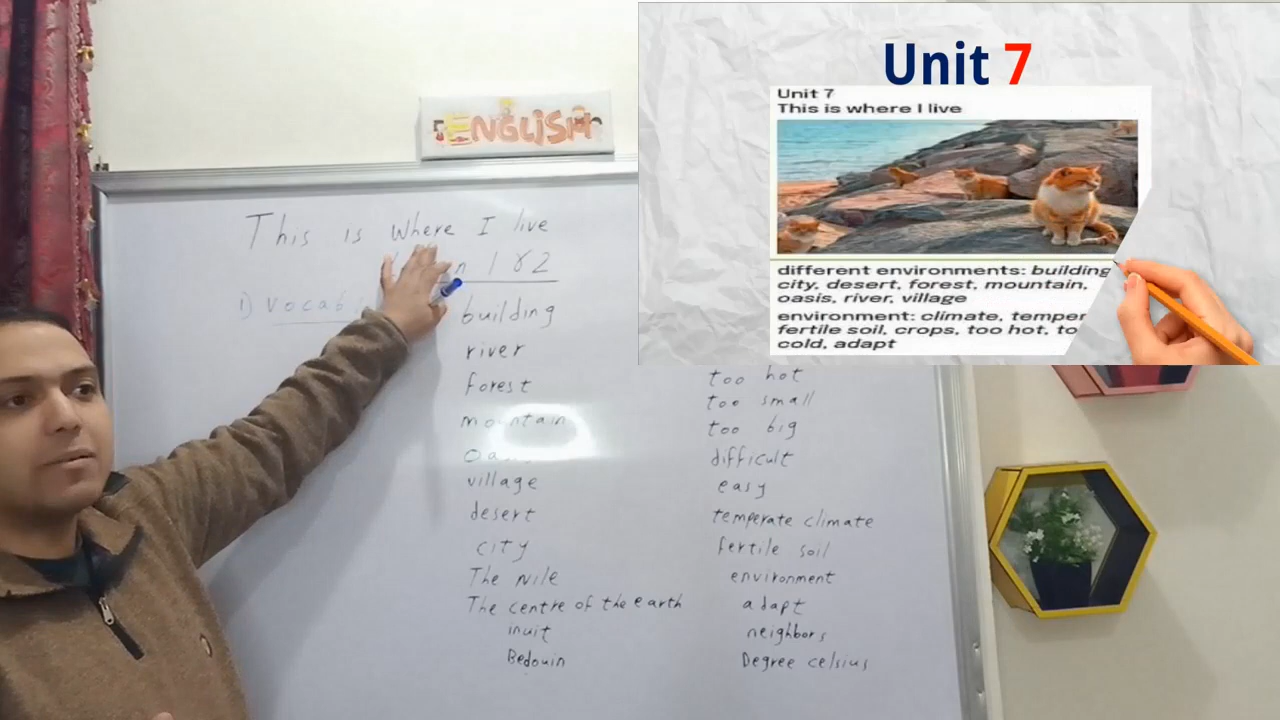 ENGLISH
This is where I live
n 1 & 2
1) vocab
building
river
forest
mountain
village
desert
city
The Nile
The centre of the earth
inuit
Bedouin
too hot
too small
too big
difficult
easy
temperate climate
fertile soil
environment
adapt
neighbors
Degree celsius
Unit 7
Unit 7
This is where I live
different environments: building
city, desert, forest, mountain,
oasis, river, village
environment: climate, temper
fertile soil, crops, too hot, to
cold, adapt